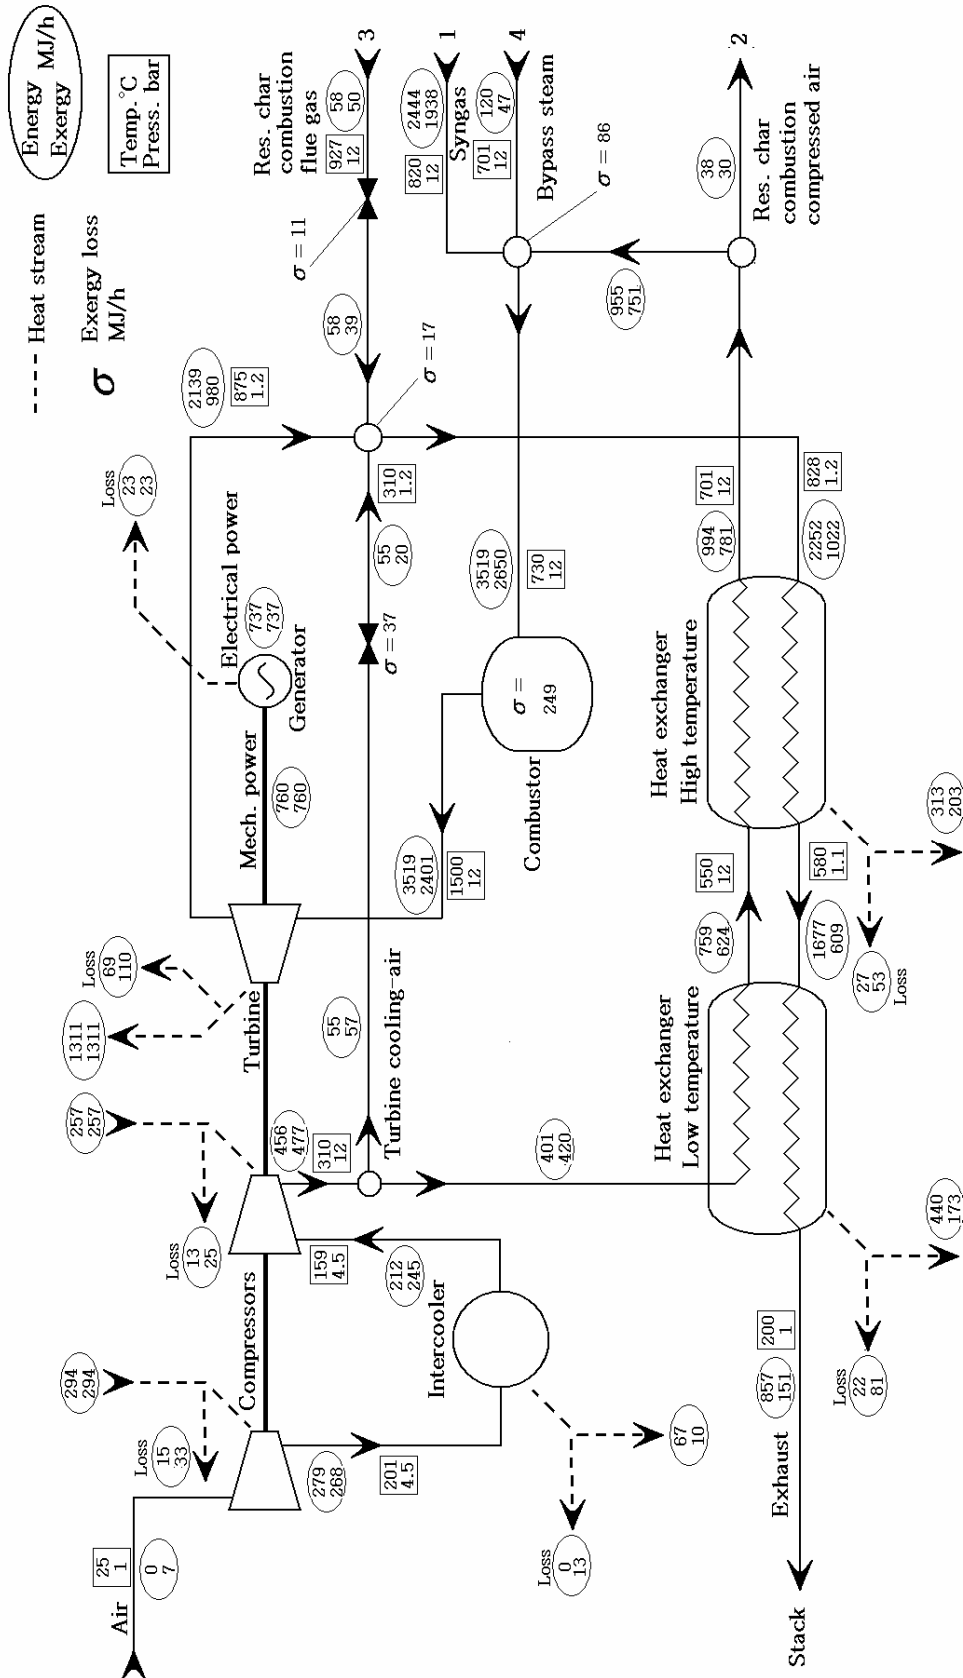 Energy
Exergy
MJ/h
Temp.°C
Press. bar
Heat stream
σ
Exergy loss
MJ/h
Air
25
1
0
7
Loss
15
33
294
294
279
268
201
4.5
Compressors
Loss
0
13
67
10
Intercooler
159
4.5
212
245
Loss
13
25
257
257
456
477
310
12
Turbine
1311
1311
Loss
69
110
Mech. power
760
760
Generator
Electrical power
737
737
Loss
23
23
2139
980
875
1.2
Turbine cooling-air
55
57
σ = 37
55
20
310
1.2
σ = 17
58
39
σ = 11
Res. char
combustion
flue gas
927
12
58
50
3
820
12
2444
1938
Syngas
1
701
12
120
47
Bypass steam
4
σ = 86
955
751
38
30
Res. char
combustion
compressed air
2
3519
2650
730
12
σ =
249
Combustor
3519
2401
1500
12
401
420
Heat exchanger
Low temperature
Heat exchanger
High temperature
759
624
550
12
994
781
701
12
2252
1022
828
1.2
1677
609
580
1.1
27
53
Loss
313
203
Loss
22
81
440
173
200
1
857
151
Exhaust
Stack